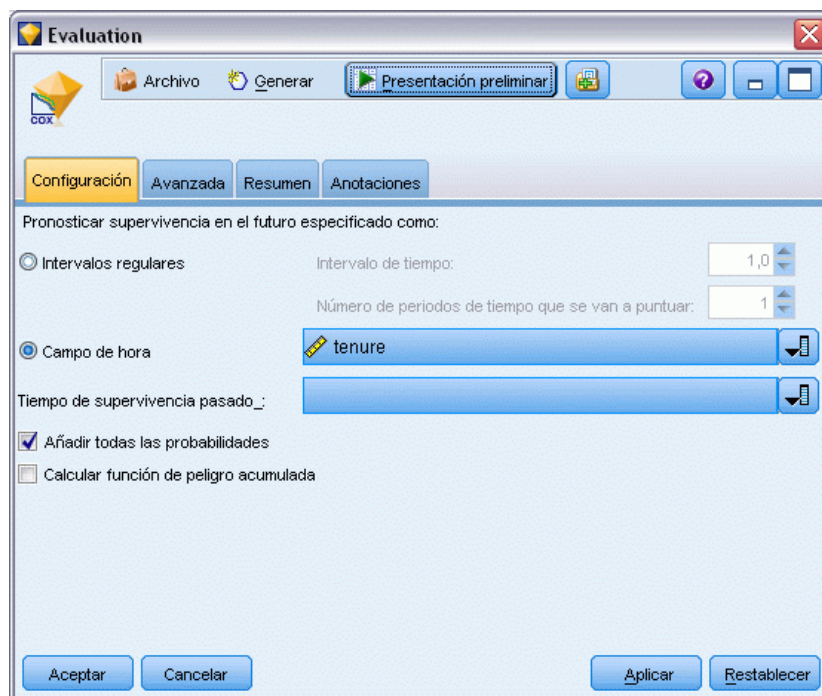 Evaluation
Archivo Generar Presentación preliminar ?
COX
Configuración Avanzada Resumen Anotaciones
Pronosticar supervivencia en el futuro especificado como:
Intervalos regulares Intervalo de tiempo: 1,0
Número de periodos de tiempo que se van a puntuar: 1
Campo de hora tenure
Tiempo de supervivencia pasado_:
Añadir todas las probabilidades
Calcular función de peligro acumulada
Aceptar Cancelar Aplicar Restablecer